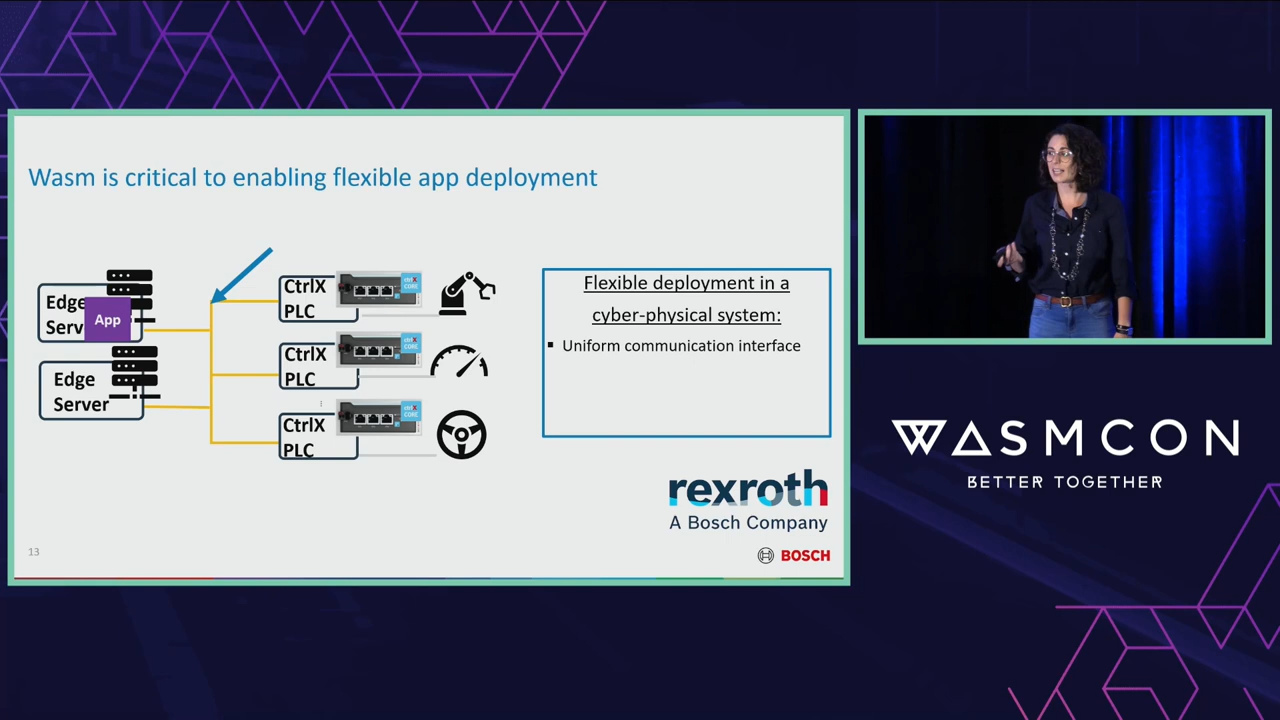 Wasm is critical to enabling flexible app deployment
Edge
Serv
App
Edge
Server
CtrlX
PLC
CtrlX
PLC
CtrlX
PLC
Flexible deployment in a
cyber-physical system:
▪ Uniform communication interface
rexroth
A Bosch Company
13
BOSCH
WASMCON
BETTER TOGETHER